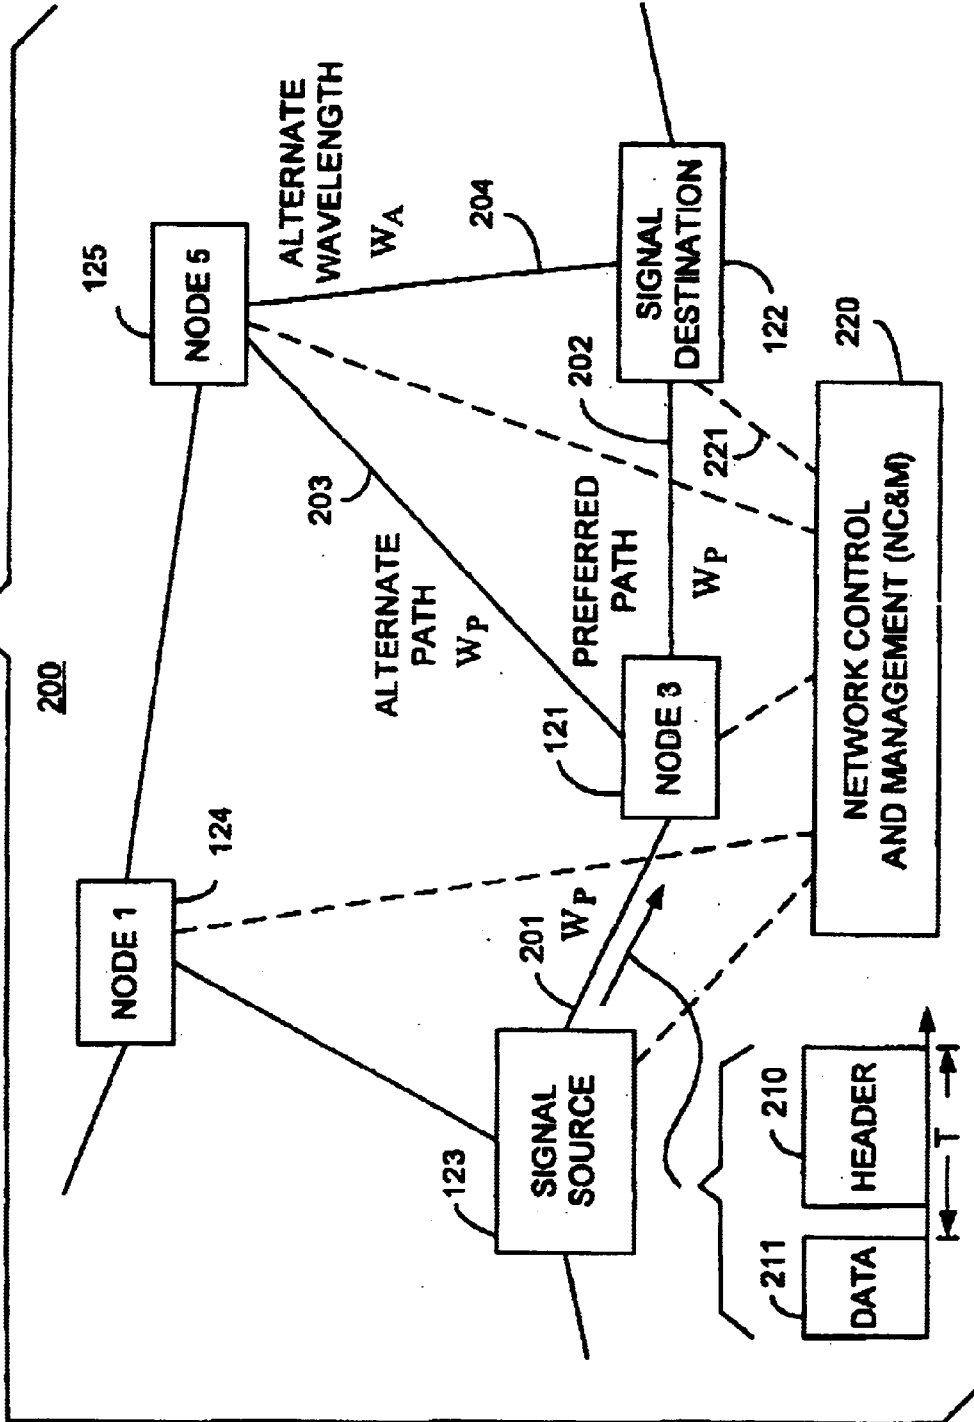 200
124
NODE 1
125
NODE 5
ALTERNATE
WAVELENGTH
WA
203
ALTERNATE
PATH
WP
204
123
SIGNAL
SOURCE
201
WP
121
NODE 3
PREFERRED
PATH
WP
202
SIGNAL
DESTINATION
122
221
220
NETWORK CONTROL
AND MANAGEMENT (NC&M)
211
DATA
210
HEADER
T